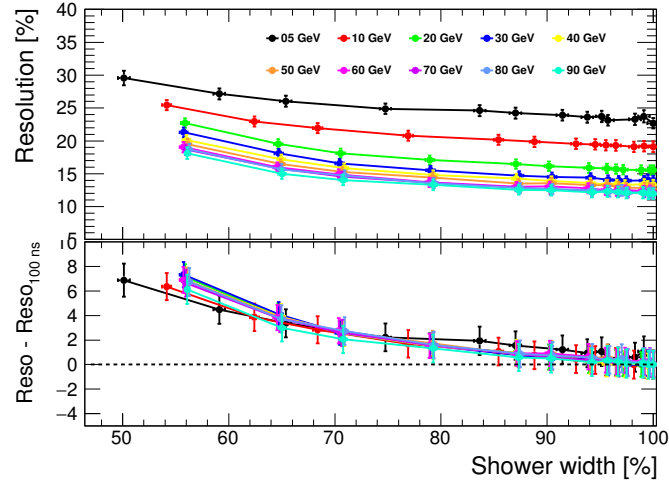 40
35
30
25
20
15
10
5
Resolution [%]
05 GeV 10 GeV 20 GeV 30 GeV 40 GeV
50 GeV 60 GeV 70 GeV 80 GeV 90 GeV
10
8
6
4
2
0
−2
−4
Reso - Reso100 ns
50 60 70 80 90 100
Shower width [%]